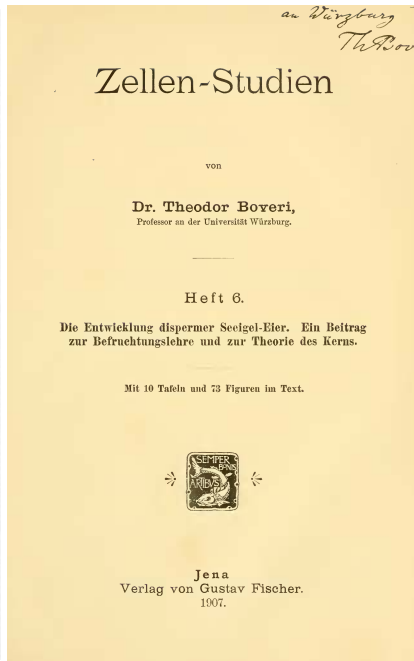 an Würzburg
Th Bov
Zellen-Studien
von
Dr. Theodor Boveri,
Professor an der Universität Würzburg.
Heft 6.
Die Entwicklung dispermer Seeigel-Eier. Ein Beitrag
zur Befruchtungslehre und zur Theorie des Kerns.
Mit 10 Tafeln und 73 Figuren im Text.
SEMPER
BONIS
ARTIBVS
Jena
Verlag von Gustav Fischer.
1907.